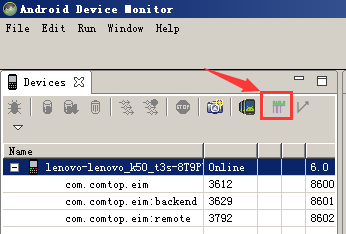 Android Device Monitor
File Edit Run Window Help
Devices
STOP
Name
lenovo-lenovo_k50_t3s-8T9P Online 6.0
com.comtop.eim 3612 8600
com.comtop.eim:backend 3629 8601
com.comtop.eim:remote 3792 8602